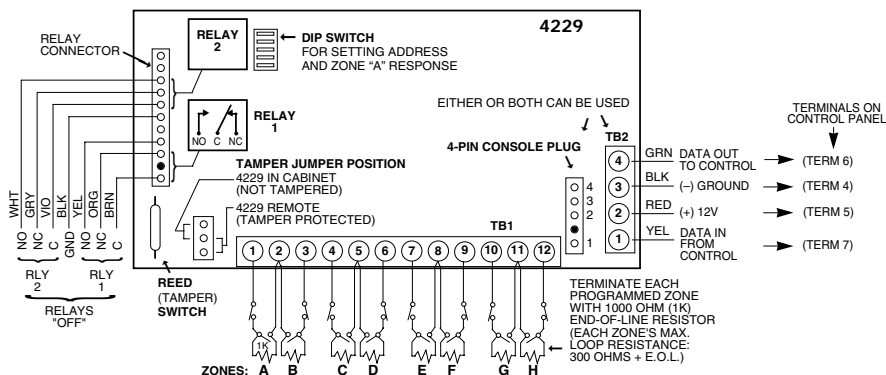 4229
RELAY
CONNECTOR
RELAY
2
DIP SWITCH
FOR SETTING ADDRESS
AND ZONE “A” RESPONSE
RELAY
1
NO C NC
EITHER OR BOTH CAN BE USED
4-PIN CONSOLE PLUG
TB2
TERMINALS ON
CONTROL PANEL
4 GRN DATA OUT
TO CONTROL (TERM 6)
3 BLK (–) GROUND (TERM 4)
2 RED (+) 12V (TERM 5)
1 YEL DATA IN
FROM
CONTROL (TERM 7)
4
3
2
1
TAMPER JUMPER POSITION
4229 IN CABINET
(NOT TAMPERED)
4229 REMOTE
(TAMPER PROTECTED)
WHT GRY VIO BLK YEL ORG BRN
NO NC C GND NO NC C
RLY
2
RLY
1
RELAYS
"OFF"
REED
(TAMPER)
SWITCH
TB1
1 2 3 4 5 6 7 8 9 10 11 12
TERMINATE EACH
PROGRAMMED ZONE
WITH 1000 OHM (1K)
END-OF-LINE RESISTOR
(EACH ZONE'S MAX.
LOOP RESISTANCE:
300 OHMS + E.O.L.)
1K
ZONES: A B C D E F G H